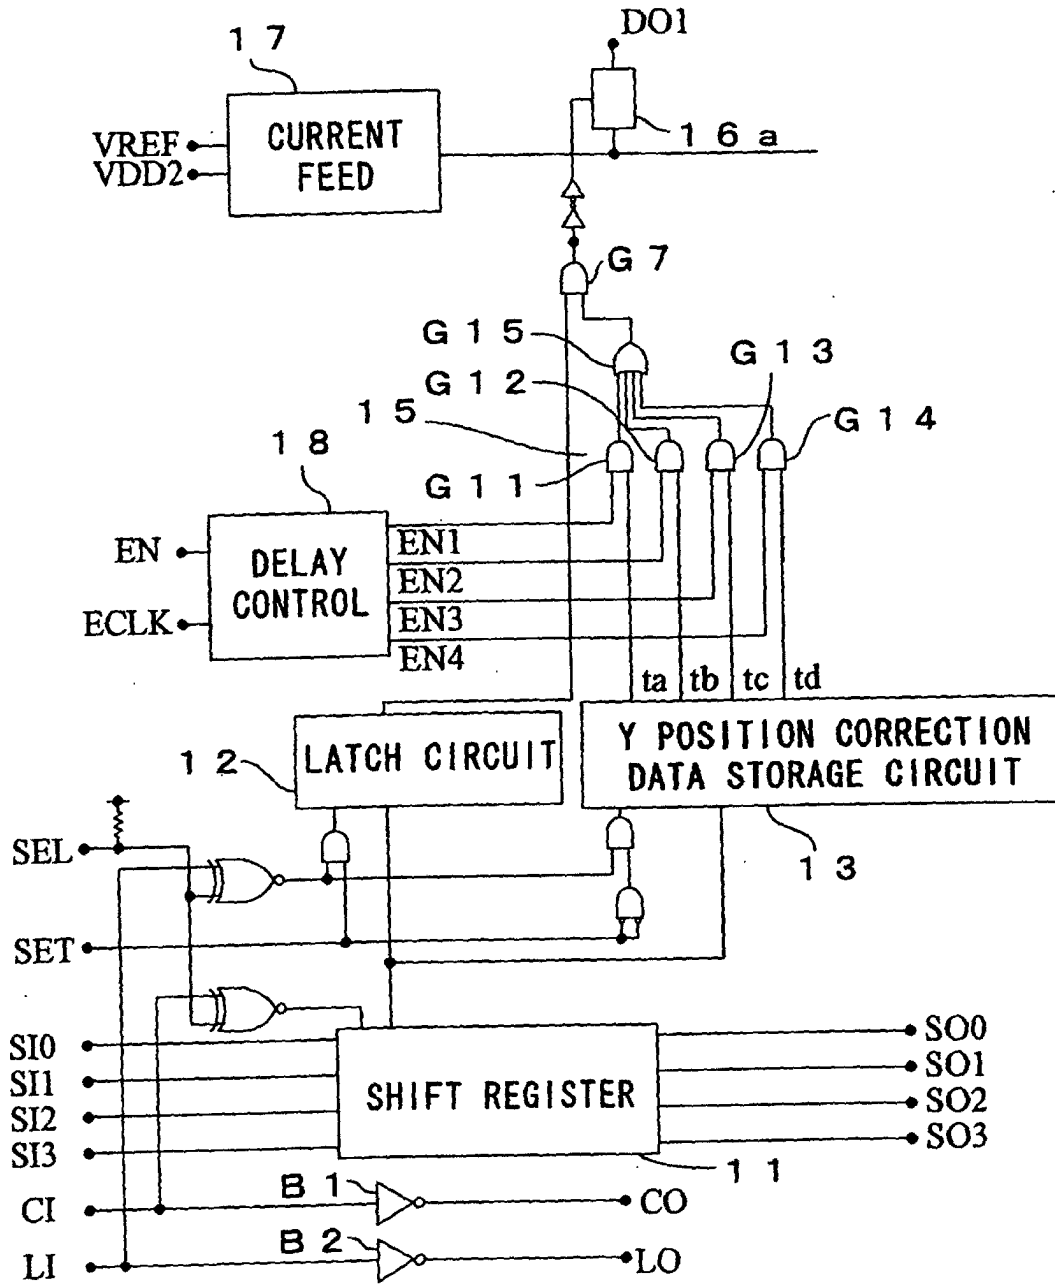 DO1
17
CURRENT
FEED
VREF
VDD2
16a
G7
G15
G13
G12
15
G14
18
G11
EN
DELAY
CONTROL
EN1
EN2
ECLK
EN3
EN4
ta tb tc td
12
LATCH CIRCUIT
Y POSITION CORRECTION
DATA STORAGE CIRCUIT
SEL
13
SET
SI0
SO0
SI1
SO1
SHIFT REGISTER
SI2
SO2
SI3
SO3
11
B1
CI
CO
B2
LI
LO